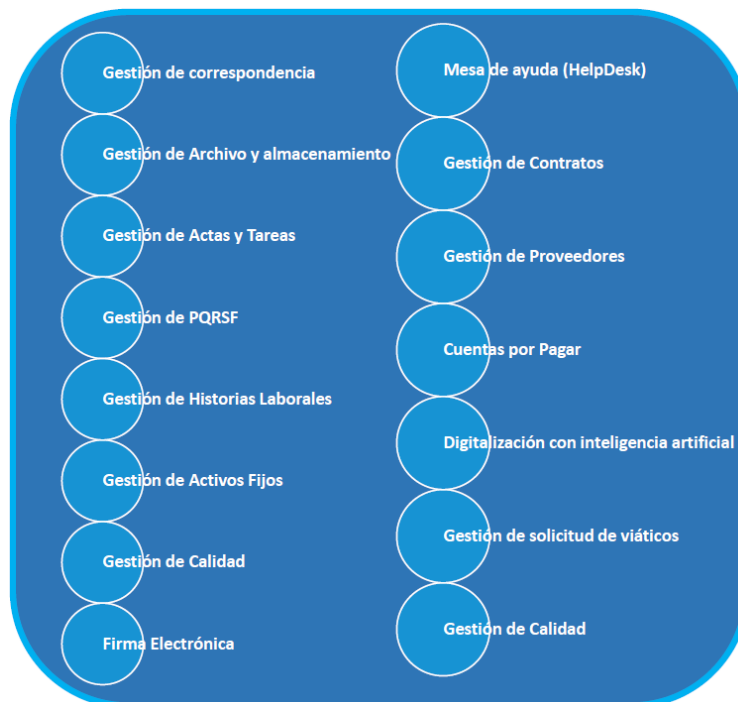 Gestión de correspondencia
Gestión de Archivo y almacenamiento
Gestión de Actas y Tareas
Gestión de PQRSF
Gestión de Historias Laborales
Gestión de Activos Fijos
Gestión de Calidad
Firma Electrónica
Mesa de ayuda (HelpDesk)
Gestión de Contratos
Gestión de Proveedores
Cuentas por Pagar
Digitalización con inteligencia artificial
Gestión de solicitud de viáticos
Gestión de Calidad